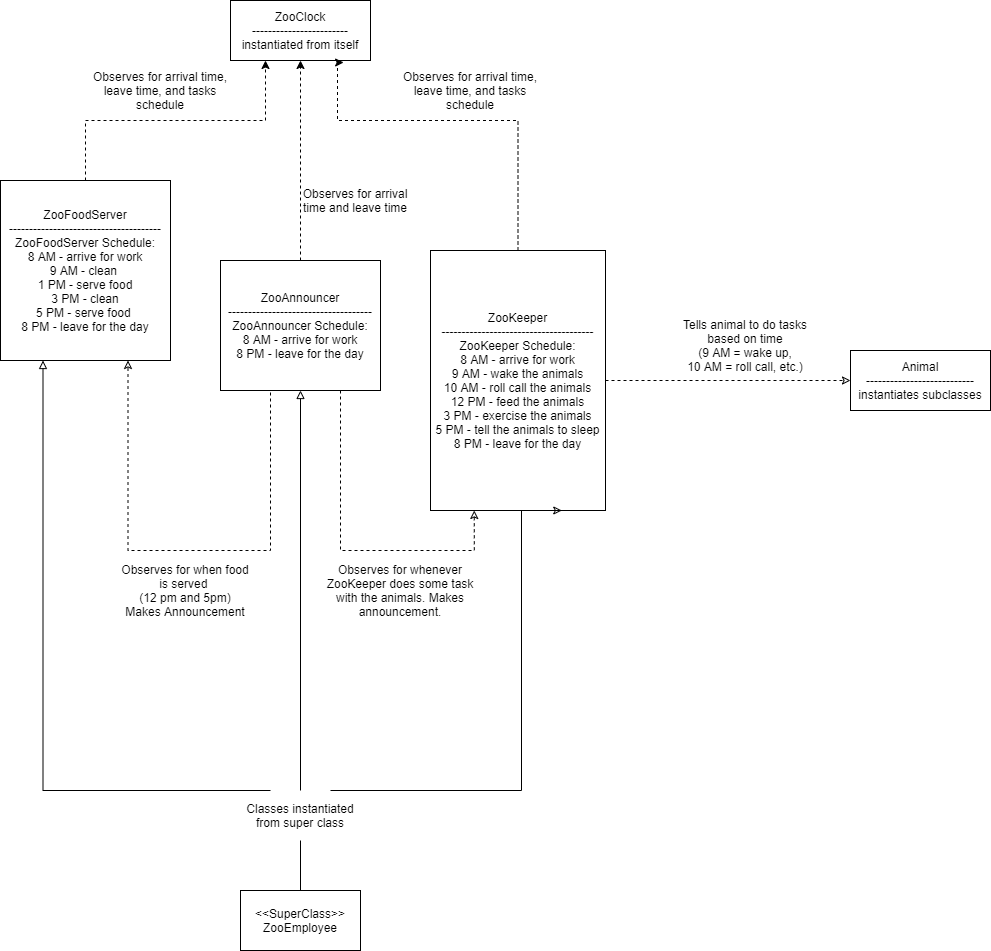 ZooClock
------------------------
instantiated from itself
Observes for arrival time,
leave time, and tasks
schedule
Observes for arrival time,
leave time, and tasks
schedule
Observes for arrival
time and leave time
ZooFoodServer
--------------------------------------
ZooFoodServer Schedule:
8 AM - arrive for work
9 AM - clean
1 PM - serve food
3 PM - clean
5 PM - serve food
8 PM - leave for the day
ZooAnnouncer
------------------------------------
ZooAnnouncer Schedule:
8 AM - arrive for work
8 PM - leave for the day
ZooKeeper
--------------------------------------
ZooKeeper Schedule:
8 AM - arrive for work
9 AM - wake the animals
10 AM - roll call the animals
12 PM - feed the animals
3 PM - exercise the animals
5 PM - tell the animals to sleep
8 PM - leave for the day
Tells animal to do tasks
based on time
(9 AM = wake up,
10 AM = roll call, etc.)
Animal
---------------------------
instantiates subclasses
Observes for when food
is served
(12 pm and 5pm)
Makes Announcement
Observes for whenever
ZooKeeper does some task
with the animals. Makes
announcement.
Classes instantiated
from super class
<<SuperClass>>
ZooEmployee